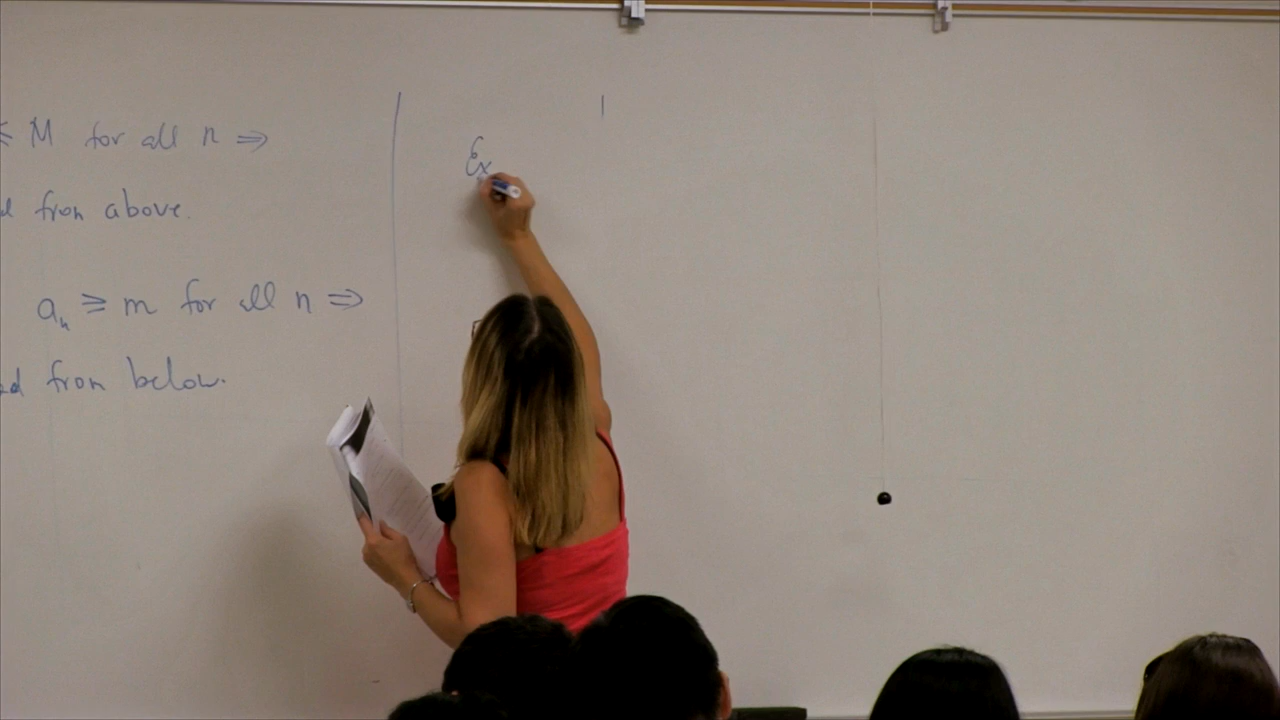 ≤ M for all n ⇒
from above.
aₙ ≥ m for all n ⇒
from below.
Ex